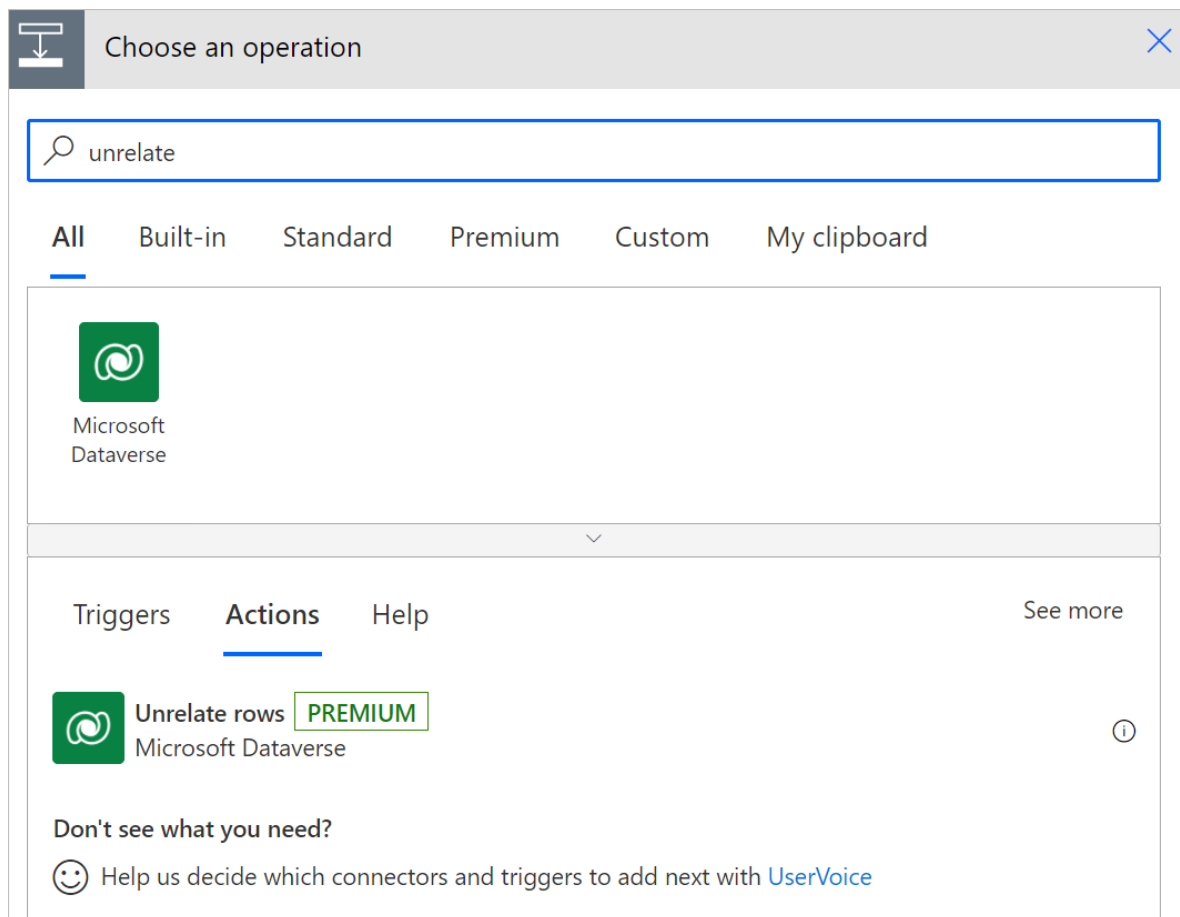 Choose an operation
unrelate
All Built-in Standard Premium Custom My clipboard
Microsoft
Dataverse
Triggers Actions Help See more
Unrelate rows PREMIUM
Microsoft Dataverse
Don't see what you need?
Help us decide which connectors and triggers to add next with UserVoice